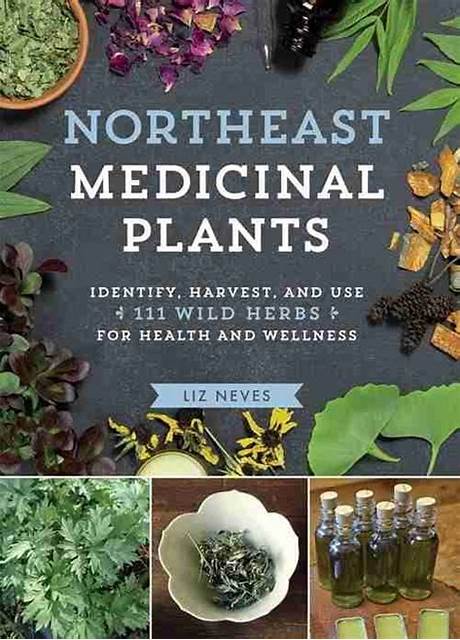 NORTHEAST
MEDICINAL
PLANTS
IDENTIFY, HARVEST, AND USE
111 WILD HERBS
FOR HEALTH AND WELLNESS
LIZ NEVES